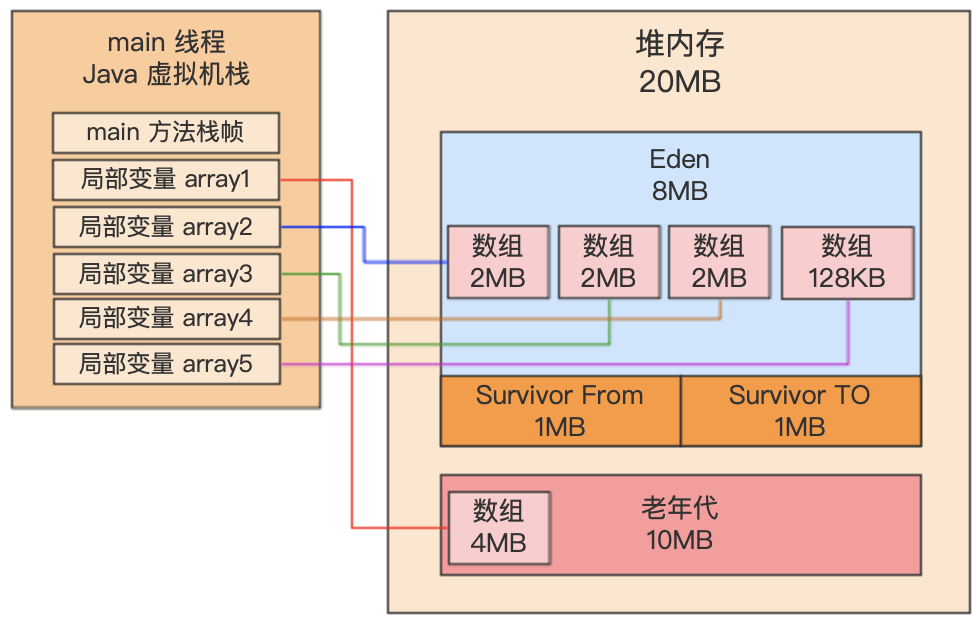 main 线程
Java 虚拟机栈
main 方法栈帧
局部变量 array1
局部变量 array2
局部变量 array3
局部变量 array4
局部变量 array5
堆内存
20MB
Eden
8MB
数组
2MB
数组
2MB
数组
2MB
数组
128KB
Survivor From
1MB
Survivor TO
1MB
数组
4MB
老年代
10MB